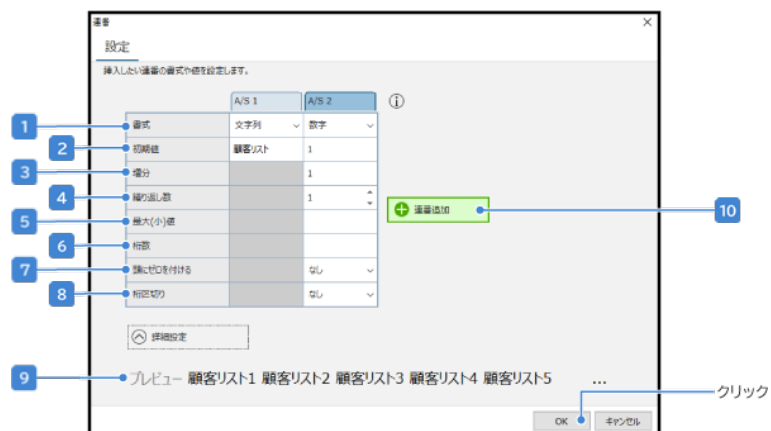 連番
設定
挿入したい連番の書式や値を設定します。
A/S 1 A/S 2
1 書式 文字列 数字
2 初期値 顧客リスト 1
3 増分 1
4 繰り返し数 1
連番追加 10
5 最大(小)値
6 桁数
7 頭にゼロを付ける なし
8 桁区切り なし
詳細設定
9 プレビュー 顧客リスト1 顧客リスト2 顧客リスト3 顧客リスト4 顧客リスト5 ...
クリック
OK キャンセル